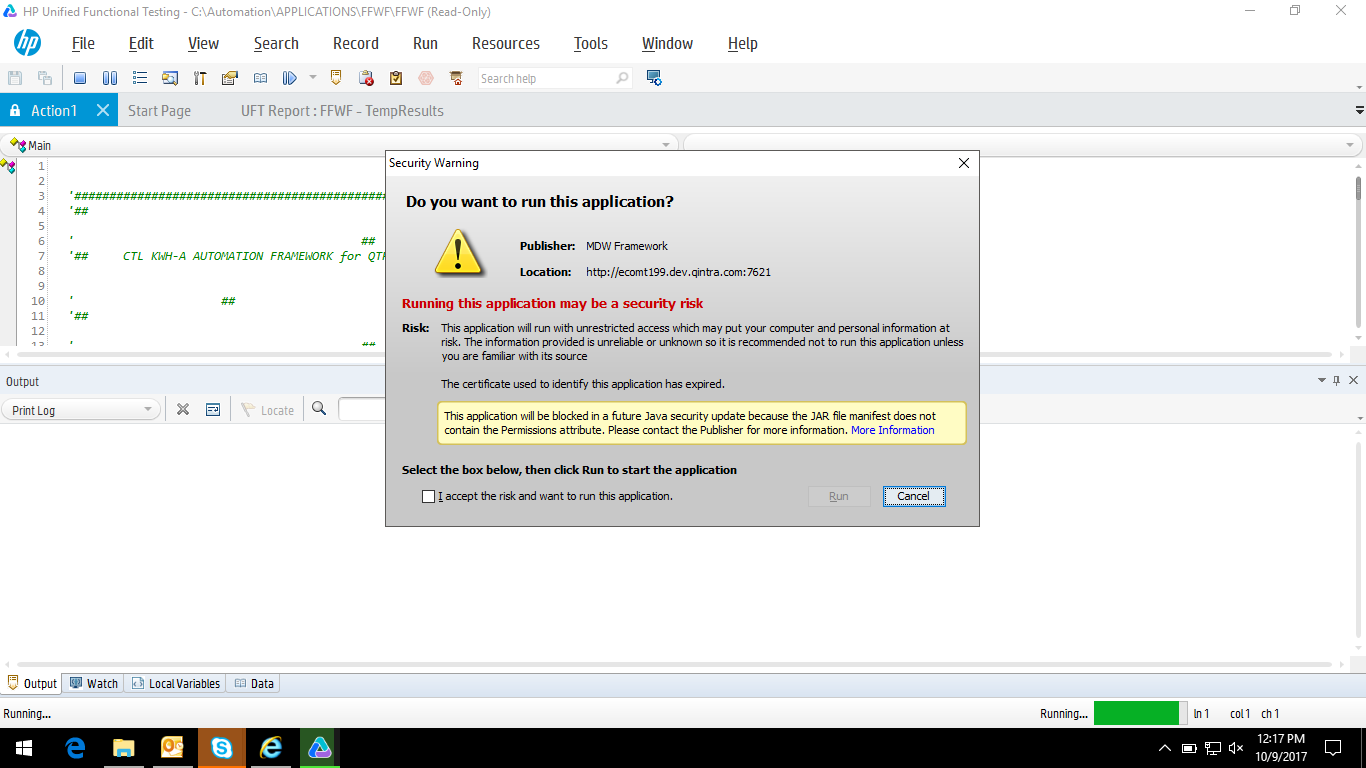 HP Unified Functional Testing - C:\Automation\APPLICATIONS\FFWF\FFWF (Read-Only)
hp File Edit View Search Record Run Resources Tools Window Help
Search help
Action1 Start Page UFT Report : FFWF - TempResults
Main
1
2
3 '#############################################
4 '##
5
6 ' ##
7 '## CTL KWH-A AUTOMATION FRAMEWORK for QTP
8
9
10 ' ##
11 '##
12
13 ' ##
Security Warning
Do you want to run this application?
Publisher: MDW Framework
Location: http://ecomt199.dev.qintra.com:7621
Running this application may be a security risk
Risk: This application will run with unrestricted access which may put your computer and personal information at
risk. The information provided is unreliable or unknown so it is recommended not to run this application unless
you are familiar with its source
The certificate used to identify this application has expired.
This application will be blocked in a future Java security update because the JAR file manifest does not
contain the Permissions attribute. Please contact the Publisher for more information. More Information
Select the box below, then click Run to start the application
I accept the risk and want to run this application. Run Cancel
Output
Print Log Locate
Output Watch Local Variables Data
Running... Running... ln 1 col 1 ch 1
12:17 PM
10/9/2017